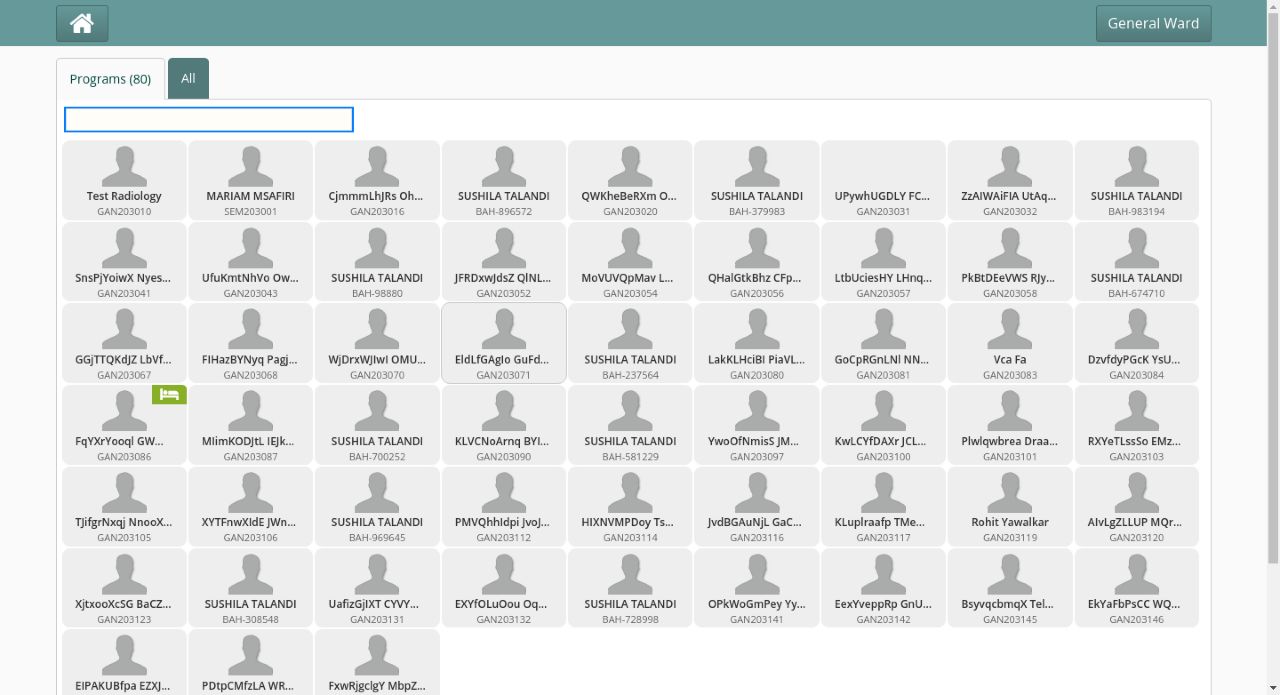 General Ward
Programs (80)
All
Test Radiology
GAN203010
MARIAM MSAFIRI
SEM203001
CjmmmLhJRs Oh...
GAN203016
SUSHILA TALANDI
BAH-896572
QWKheBeRXm O...
GAN203020
SUSHILA TALANDI
BAH-379983
UPywhUGDLY FC...
GAN203031
ZzAIWAiFIA UtAq...
GAN203032
SUSHILA TALANDI
BAH-983194
SnsPjYoiwX Nyes...
GAN203041
UfuKmtNhVo Ow...
GAN203043
SUSHILA TALANDI
BAH-98880
JFRDxwJdsZ QlNL...
GAN203052
MoVUVQpMav L...
GAN203054
QHalGtkBhz CFp...
GAN203056
LtbUciesHY LHnq...
GAN203057
PkBtDEeVWS RJy...
GAN203058
SUSHILA TALANDI
BAH-674710
GGjTTQKdJZ LbVf...
GAN203067
FIHazBYNyq Pagj...
GAN203068
WjDrxWJIwI OMU...
GAN203070
EldLfGAgIo GuFd...
GAN203071
SUSHILA TALANDI
BAH-237564
LakKLHciBI PiaVL...
GAN203080
GoCpRGnLNl NN...
GAN203081
Vca Fa
GAN203083
DzvfdyPGcK YsU...
GAN203084
FqYXrYooql GW...
GAN203086
MIimKODJtL IEJk...
GAN203087
SUSHILA TALANDI
BAH-700252
KLVCNoArnq BYI...
GAN203090
SUSHILA TALANDI
BAH-581229
YwoOfNmisS JM...
GAN203097
KwLCYfDAXr JCL...
GAN203100
Plwlqwbrea Draa...
GAN203101
RXYeTLssSo EMz...
GAN203103
TJifgrNxqj NnooX...
GAN203105
XYTFnwXIdE JWn...
GAN203106
SUSHILA TALANDI
BAH-969645
PMVQhhIdpi JvoJ...
GAN203112
HIXNVMPDoy Ts...
GAN203114
JvdBGAuNjL GaC...
GAN203116
KLuplraafp TMe...
GAN203117
Rohit Yawalkar
GAN203119
AIvLgZLLUP MQr...
GAN203120
XjtxooXcSG BaCZ...
GAN203123
SUSHILA TALANDI
BAH-308548
UafizGjIXT CYVY...
GAN203131
EXYfOLuOou Oq...
GAN203132
SUSHILA TALANDI
BAH-728998
OPkWoGmPey Yy...
GAN203141
EexYveppRp GnU...
GAN203142
BsyvqcbmqX Tel...
GAN203145
EkYaFbPsCC WQ...
GAN203146
EIPAKUBfpa EZXJ...
PDtpCMfzLA WR...
FxwRjgclgY MbpZ...